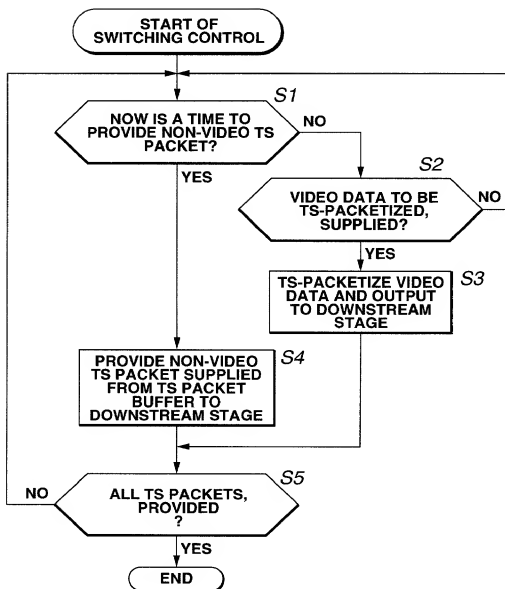 START OF
SWITCHING CONTROL
S1
NOW IS A TIME TO
PROVIDE NON-VIDEO TS
PACKET?
NO
YES
S2
VIDEO DATA TO BE
TS-PACKETIZED,
SUPPLIED?
NO
YES
S3
TS-PACKETIZE VIDEO
DATA AND OUTPUT
TO DOWNSTREAM
STAGE
S4
PROVIDE NON-VIDEO
TS PACKET SUPPLIED
FROM TS PACKET
BUFFER TO
DOWNSTREAM STAGE
S5
NO
ALL TS PACKETS,
PROVIDED
?
YES
END